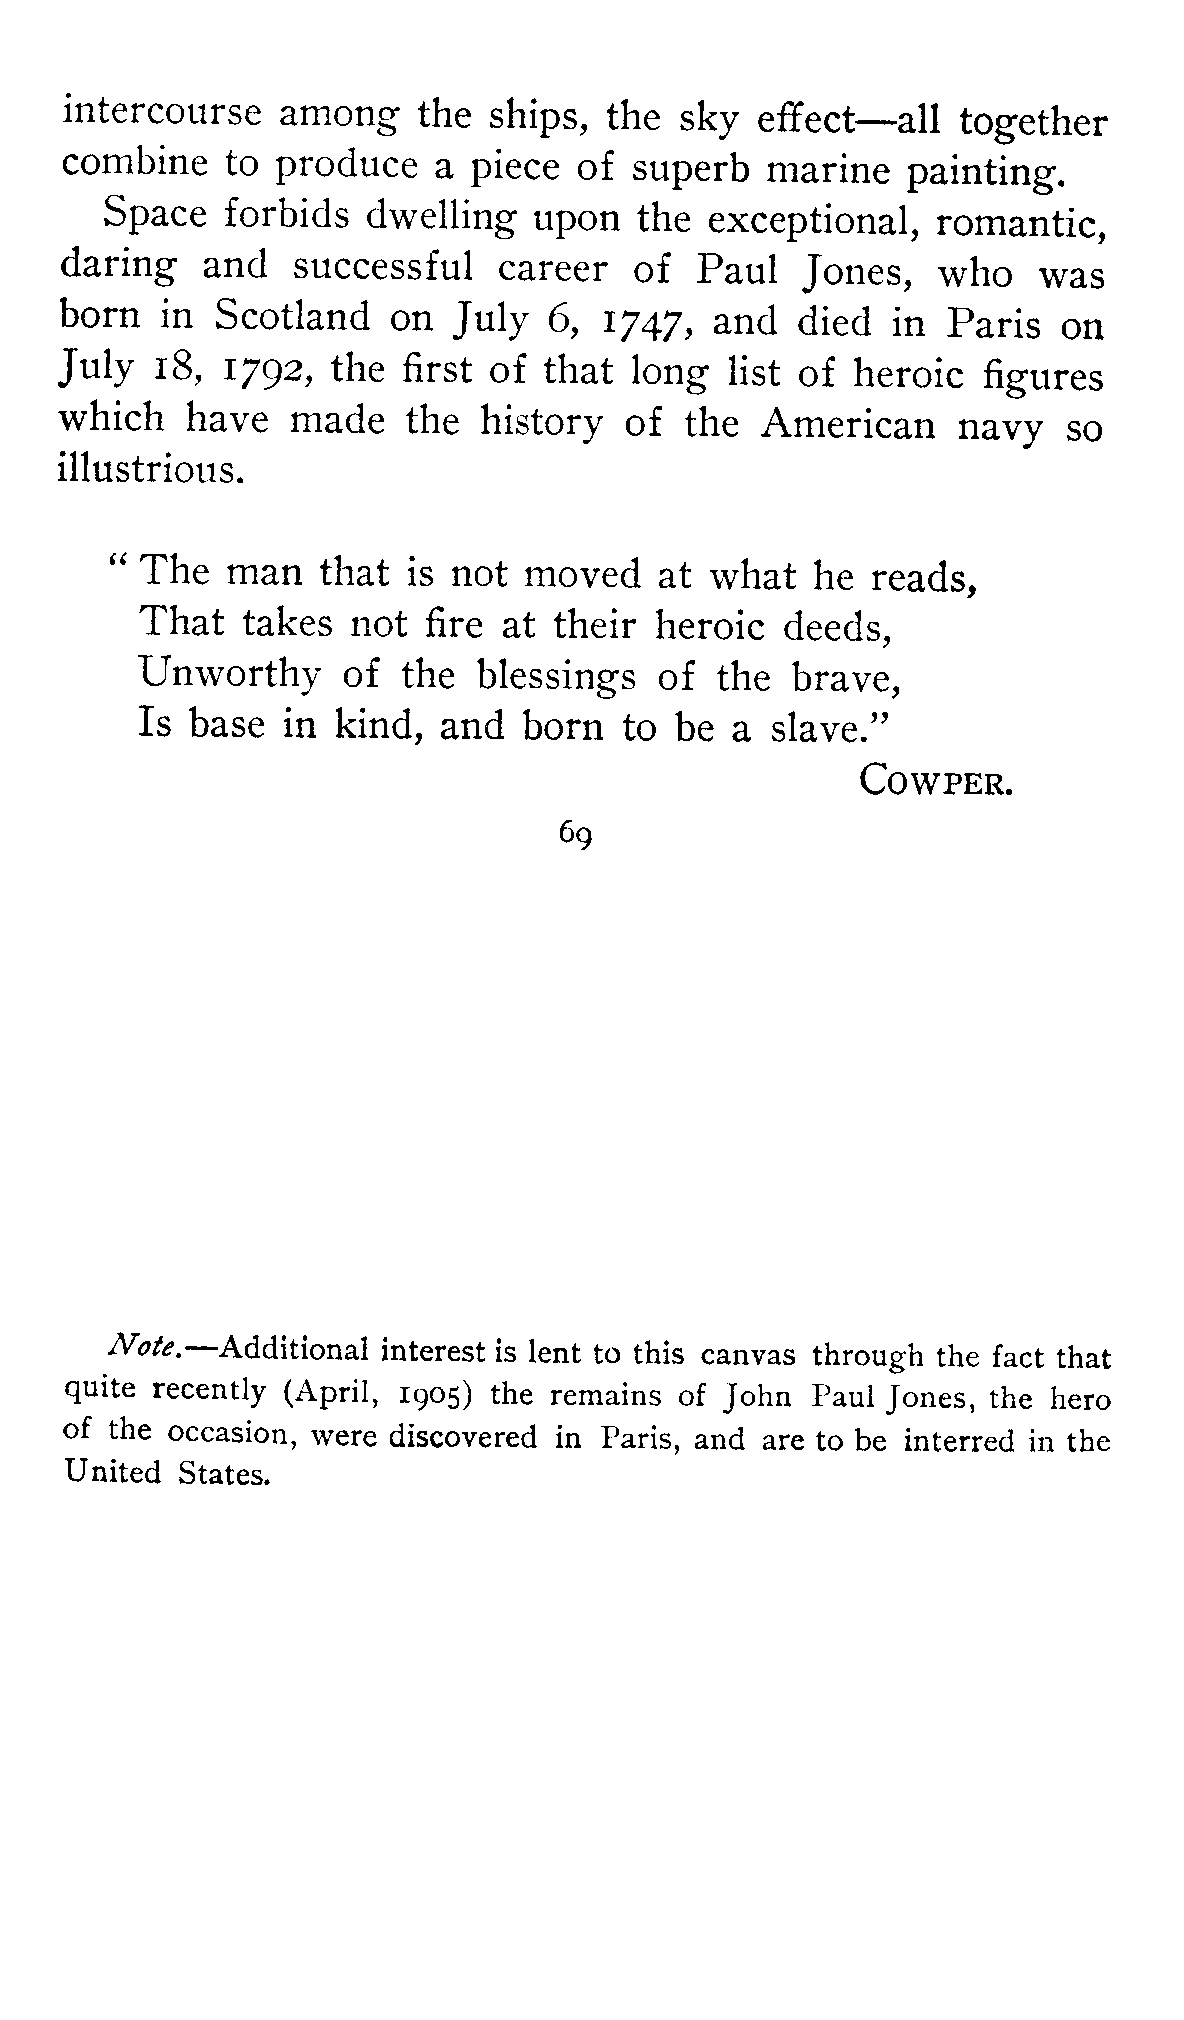 intercourse among the ships, the sky effect—all together
combine to produce a piece of superb marine painting.
Space forbids dwelling upon the exceptional, romantic,
daring and successful career of Paul Jones, who was
born in Scotland on July 6, 1747, and died in Paris on
July 18, 1792, the first of that long list of heroic figures
which have made the history of the American navy so
illustrious.
“ The man that is not moved at what he reads,
That takes not fire at their heroic deeds,
Unworthy of the blessings of the brave,
Is base in kind, and born to be a slave.”
COWPER.
69
Note.—Additional interest is lent to this canvas through the fact that
quite recently (April, 1905) the remains of John Paul Jones, the hero
of the occasion, were discovered in Paris, and are to be interred in the
United States.